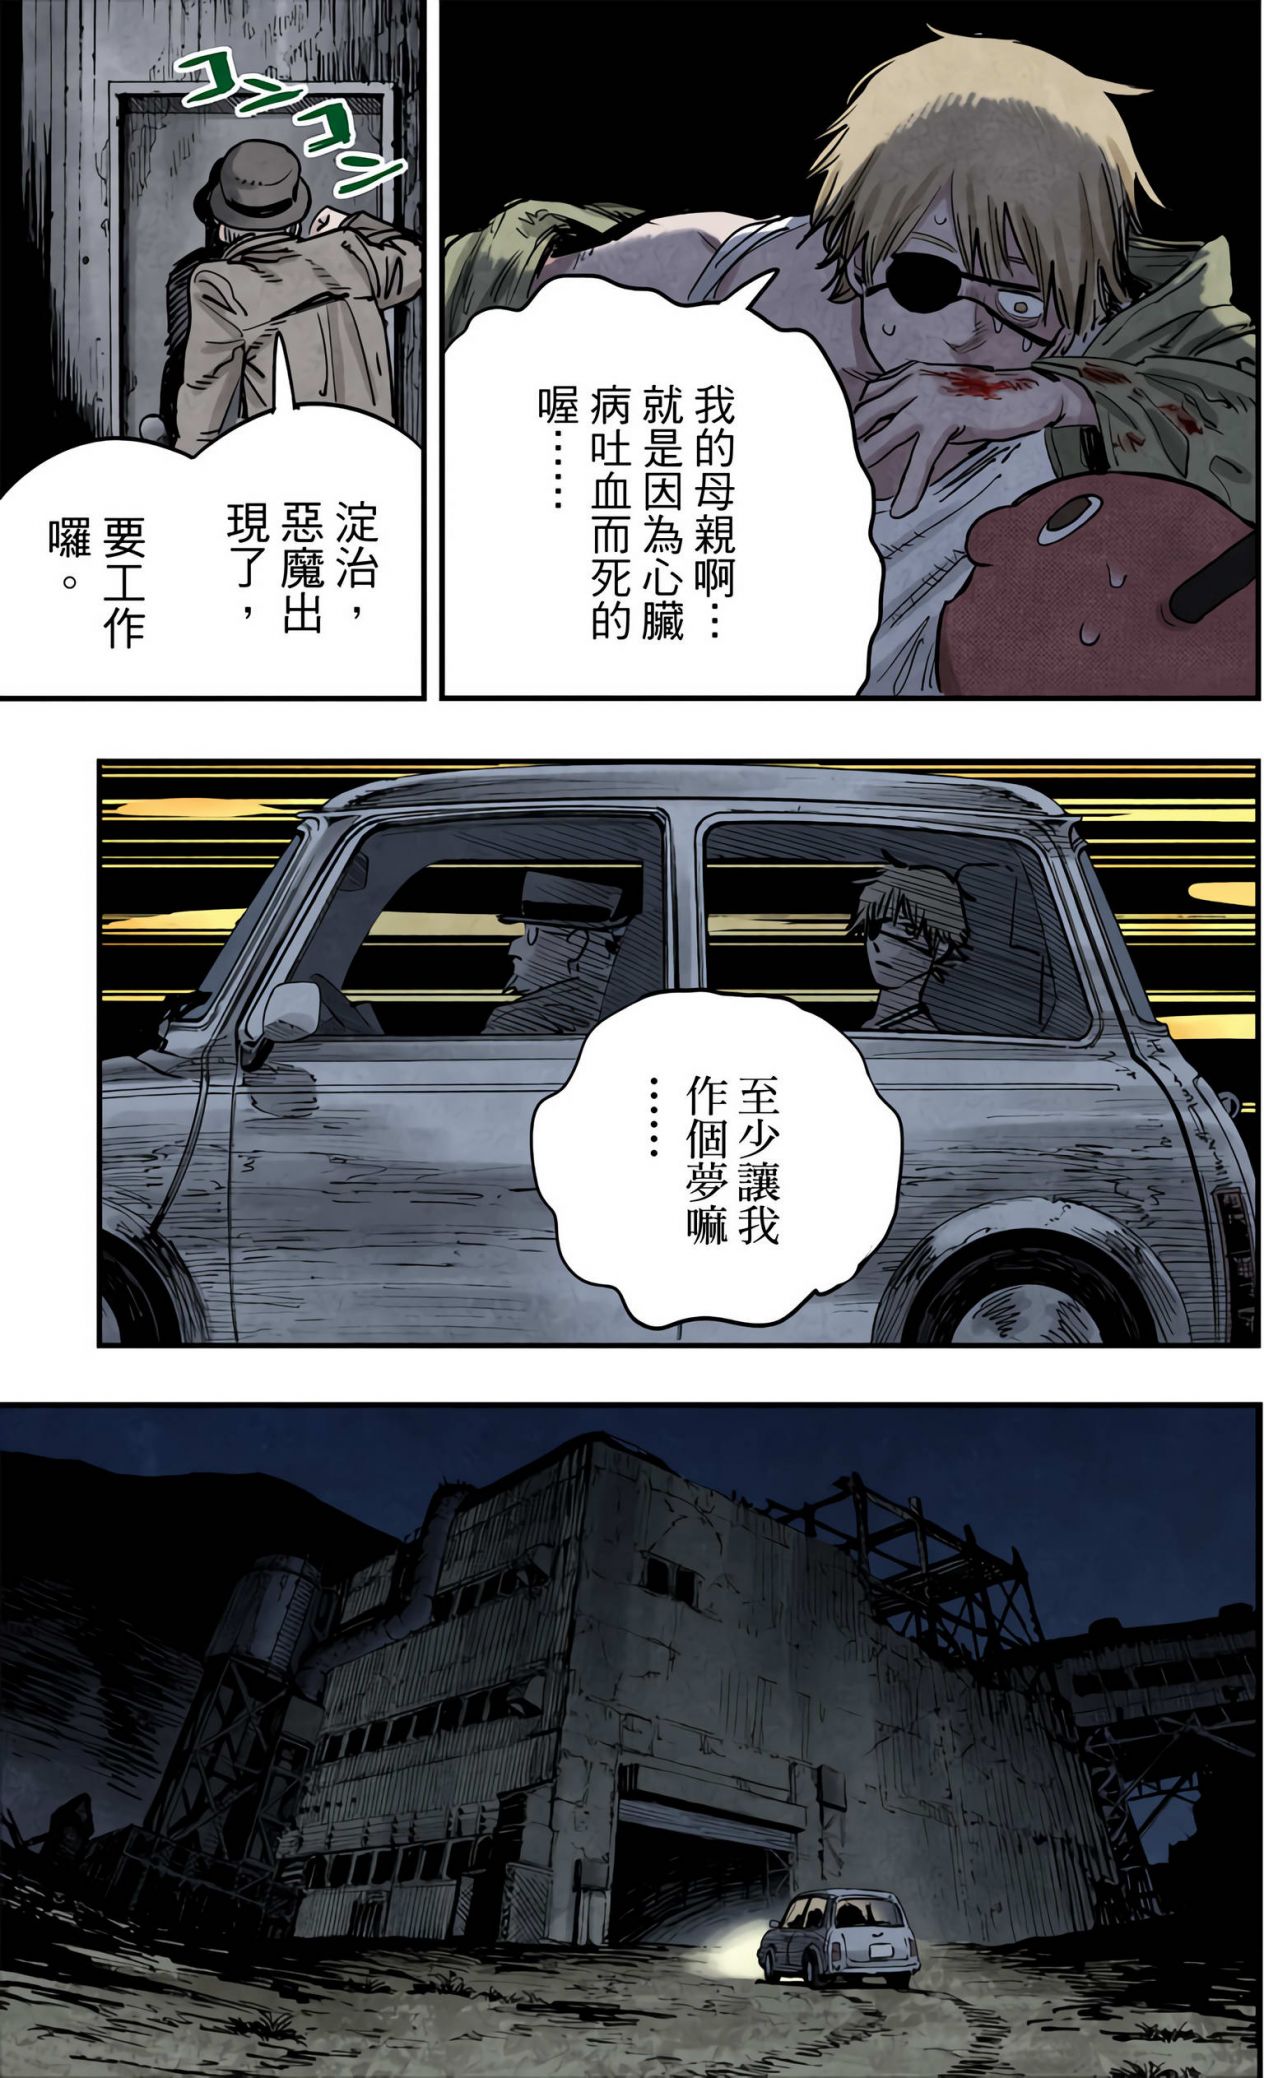 我的母親啊…
就是因為心臟
病吐血而死的
喔……
コンコン
淀治，
惡魔出
現了，
要工作
囉。
至少讓我
作個夢嘛
……